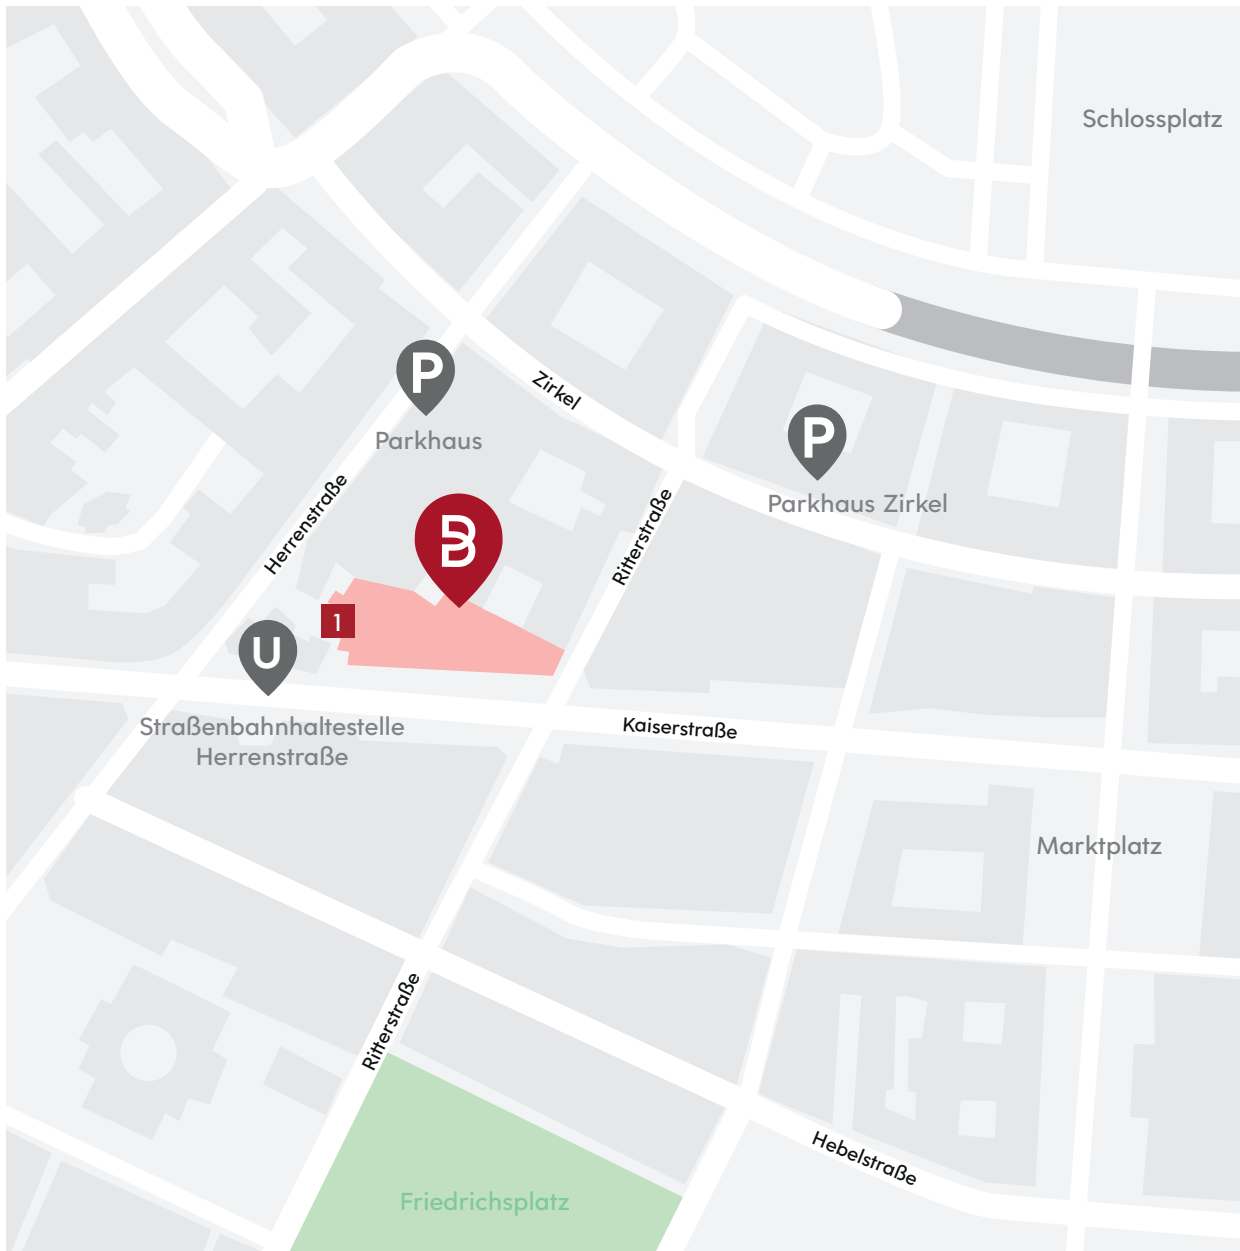 Schlossplatz
P
Zirkel
Parkhaus
P
Parkhaus Zirkel
Herrenstraße
Ritterstraße
B
1
U
Straßenbahnhaltestelle
Herrenstraße
Kaiserstraße
Marktplatz
Ritterstraße
Hebelstraße
Friedrichsplatz